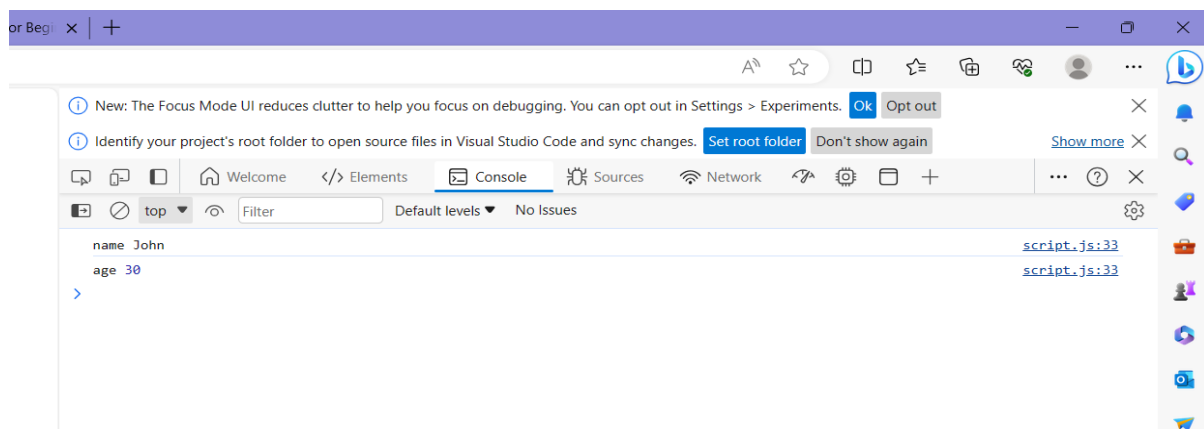 or Begi
New: The Focus Mode UI reduces clutter to help you focus on debugging. You can opt out in Settings > Experiments. Ok Opt out
Identify your project's root folder to open source files in Visual Studio Code and sync changes. Set root folder Don't show again Show more
Welcome </> Elements Console Sources Network
top Filter Default levels No Issues
name John script.js:33
age 30 script.js:33
>